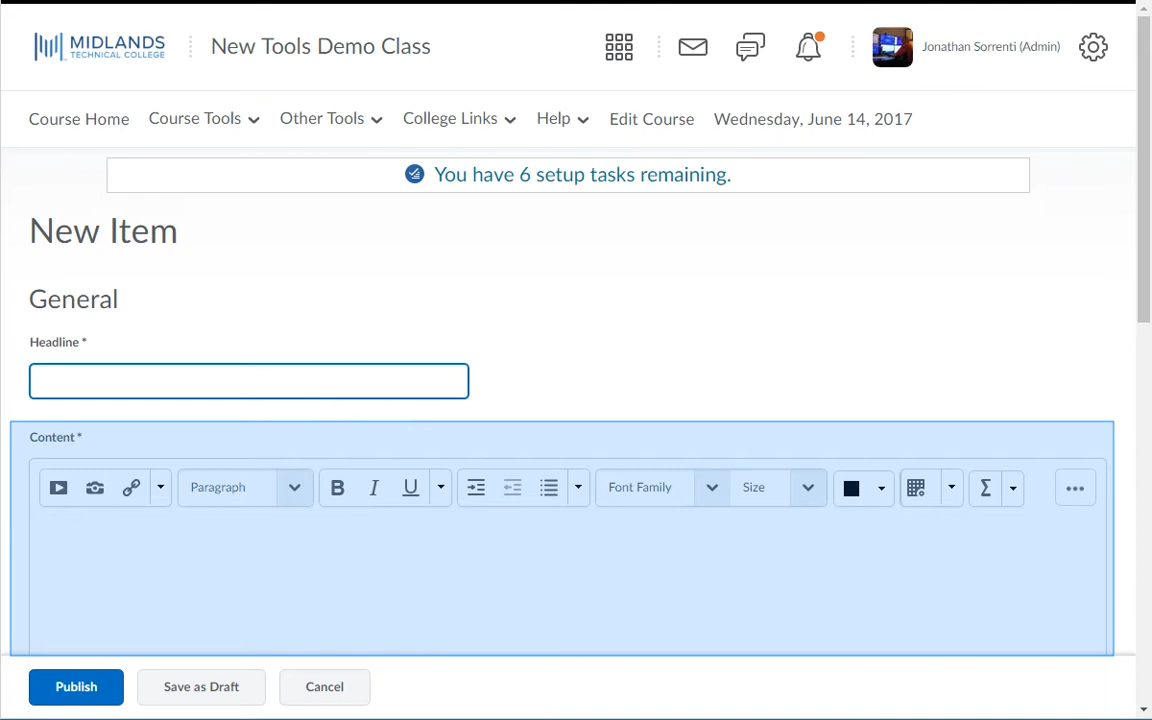 MIDLANDS
TECHNICAL COLLEGE
New Tools Demo Class
Jonathan Sorrenti (Admin)
Course Home
Course Tools
Other Tools
College Links
Help
Edit Course
Wednesday, June 14, 2017
You have 6 setup tasks remaining.
New Item
General
Headline *
Content *
Paragraph
B I U
Font Family
Size
Σ
Publish
Save as Draft
Cancel